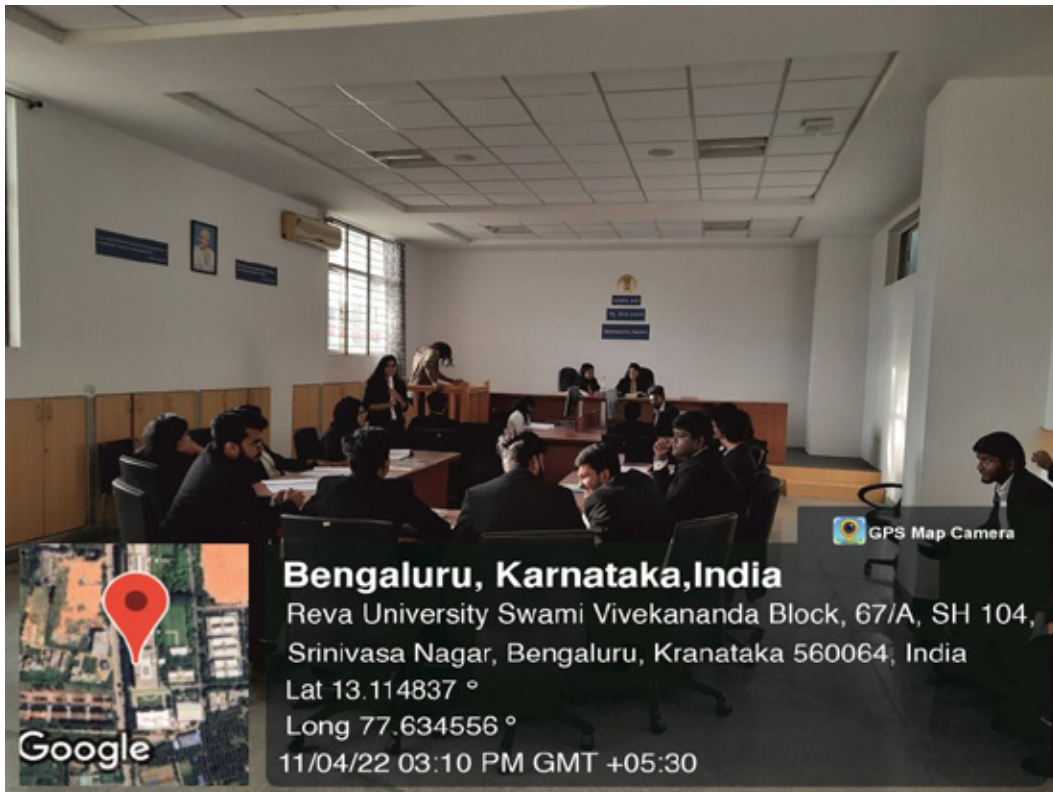 GPS Map Camera
Bengaluru, Karnataka,India
Reva University Swami Vivekananda Block, 67/A, SH 104,
Srinivasa Nagar, Bengaluru, Kranataka 560064, India
Lat 13.114837 °
Long 77.634556 °
11/04/22 03:10 PM GMT +05:30
Google